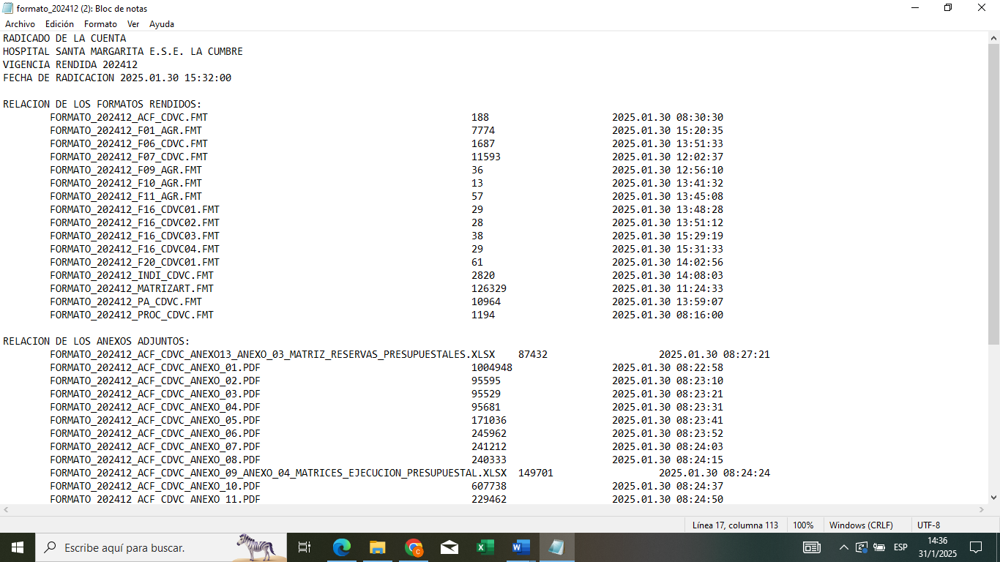 formato_202412 (2): Bloc de notas
Archivo Edición Formato Ver Ayuda
RADICADO DE LA CUENTA
HOSPITAL SANTA MARGARITA E.S.E. LA CUMBRE
VIGENCIA RENDIDA 202412
FECHA DE RADICACION 2025.01.30 15:32:00
RELACION DE LOS FORMATOS RENDIDOS:
FORMATO_202412_ACF_CDVC.FMT 188 2025.01.30 08:30:30
FORMATO_202412_F01_AGR.FMT 7774 2025.01.30 15:20:35
FORMATO_202412_F06_CDVC.FMT 1687 2025.01.30 13:51:33
FORMATO_202412_F07_CDVC.FMT 11593 2025.01.30 12:02:37
FORMATO_202412_F09_AGR.FMT 36 2025.01.30 12:56:10
FORMATO_202412_F10_AGR.FMT 13 2025.01.30 13:41:32
FORMATO_202412_F11_AGR.FMT 57 2025.01.30 13:45:08
FORMATO_202412_F16_CDVC01.FMT 29 2025.01.30 13:48:28
FORMATO_202412_F16_CDVC02.FMT 28 2025.01.30 13:51:12
FORMATO_202412_F16_CDVC03.FMT 38 2025.01.30 15:29:19
FORMATO_202412_F16_CDVC04.FMT 29 2025.01.30 15:31:33
FORMATO_202412_F20_CDVC01.FMT 61 2025.01.30 14:02:56
FORMATO_202412_INDI_CDVC.FMT 2820 2025.01.30 14:08:03
FORMATO_202412_MATRIZART.FMT 126329 2025.01.30 11:24:33
FORMATO_202412_PA_CDVC.FMT 10964 2025.01.30 13:59:07
FORMATO_202412_PROC_CDVC.FMT 1194 2025.01.30 08:16:00
RELACION DE LOS ANEXOS ADJUNTOS:
FORMATO_202412_ACF_CDVC_ANEXO13_ANEXO_03_MATRIZ_RESERVAS_PRESUPUESTALES.XLSX 87432 2025.01.30 08:27:21
FORMATO_202412_ACF_CDVC_ANEXO_01.PDF 1004948 2025.01.30 08:22:58
FORMATO_202412_ACF_CDVC_ANEXO_02.PDF 95595 2025.01.30 08:23:10
FORMATO_202412_ACF_CDVC_ANEXO_03.PDF 95529 2025.01.30 08:23:21
FORMATO_202412_ACF_CDVC_ANEXO_04.PDF 95681 2025.01.30 08:23:31
FORMATO_202412_ACF_CDVC_ANEXO_05.PDF 171036 2025.01.30 08:23:41
FORMATO_202412_ACF_CDVC_ANEXO_06.PDF 245962 2025.01.30 08:23:52
FORMATO_202412_ACF_CDVC_ANEXO_07.PDF 241212 2025.01.30 08:24:03
FORMATO_202412_ACF_CDVC_ANEXO_08.PDF 240333 2025.01.30 08:24:15
FORMATO_202412_ACF_CDVC_ANEXO_09_ANEXO_04_MATRICES_EJECUCION_PRESUPUESTAL.XLSX 149701 2025.01.30 08:24:24
FORMATO_202412_ACF_CDVC_ANEXO_10.PDF 607738 2025.01.30 08:24:37
FORMATO_202412_ACF_CDVC_ANEXO_11.PDF 229462 2025.01.30 08:24:50
Línea 17, columna 113 100% Windows (CRLF) UTF-8
Escribe aquí para buscar.
ESP
14:36
31/1/2025